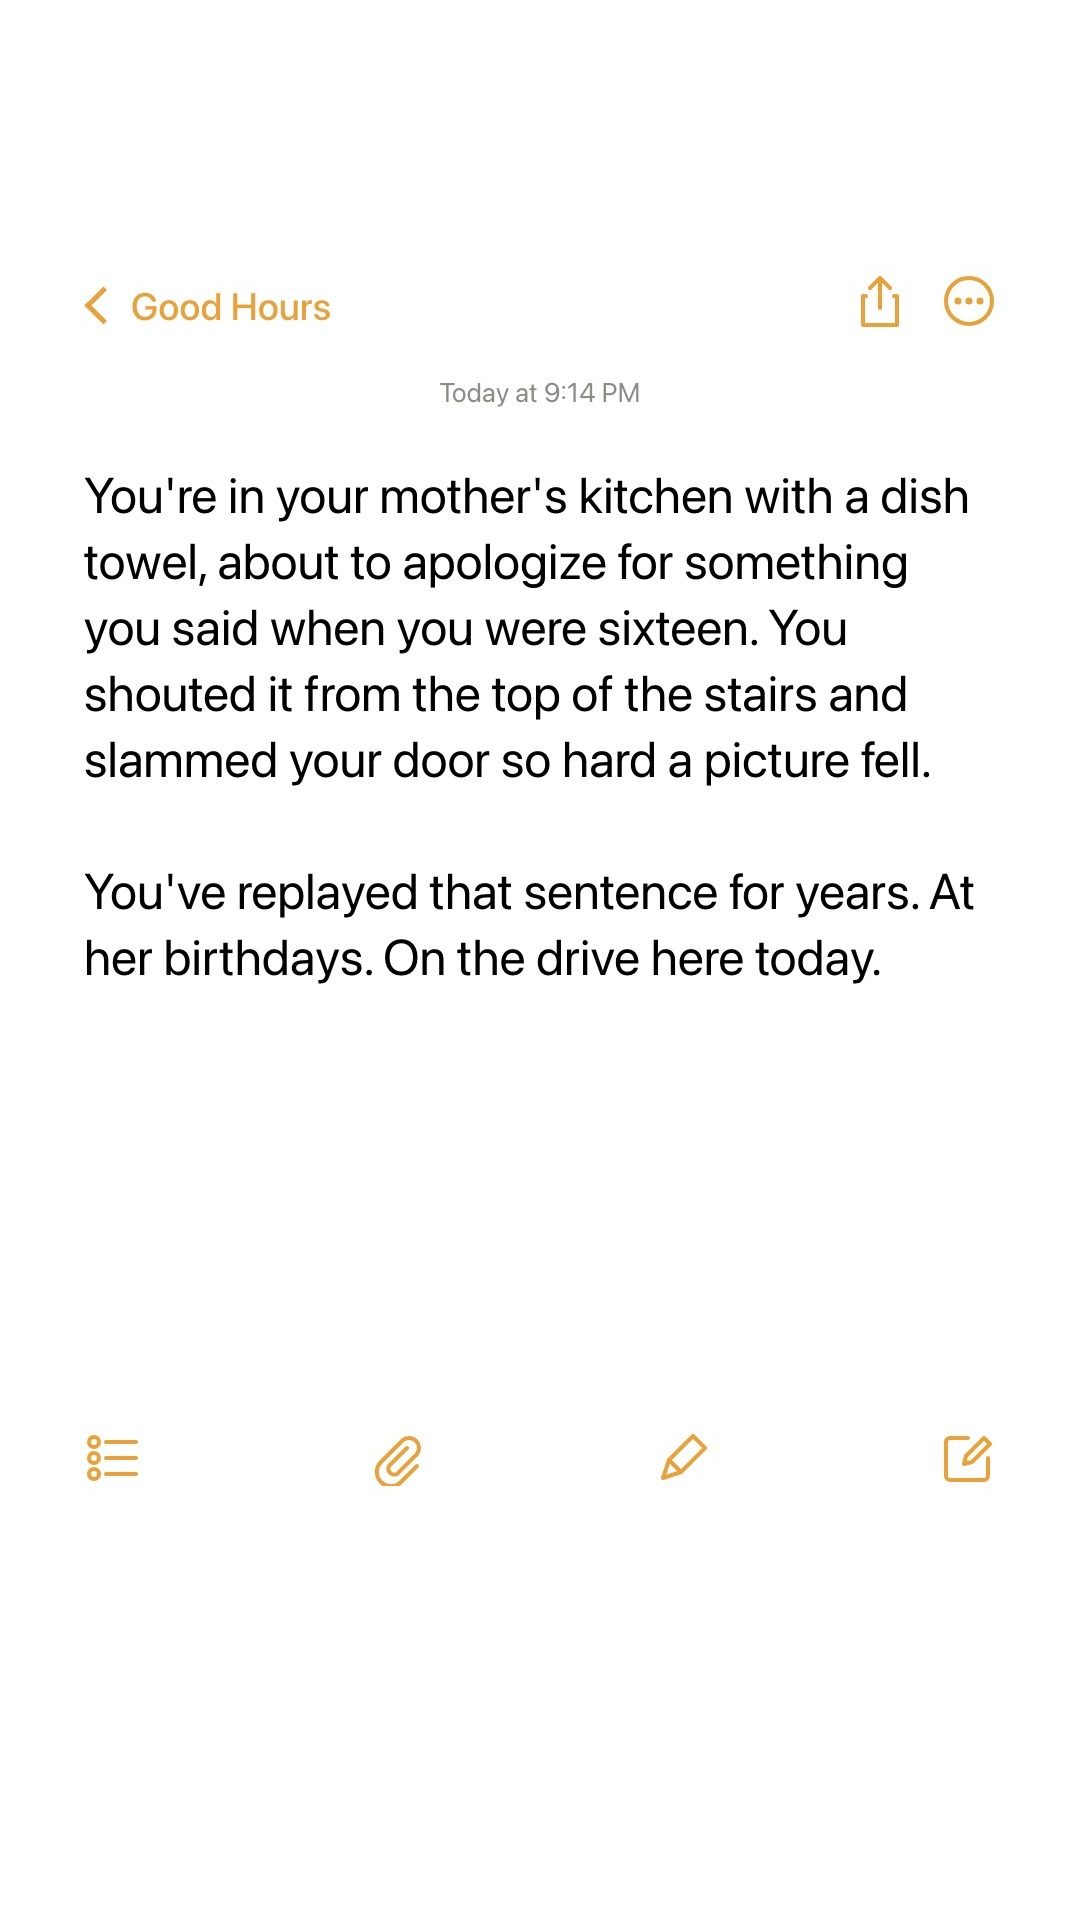 Good Hours
Today at 9:14 PM
You're in your mother's kitchen with a dish
towel, about to apologize for something
you said when you were sixteen. You
shouted it from the top of the stairs and
slammed your door so hard a picture fell.
You've replayed that sentence for years. At
her birthdays. On the drive here today.